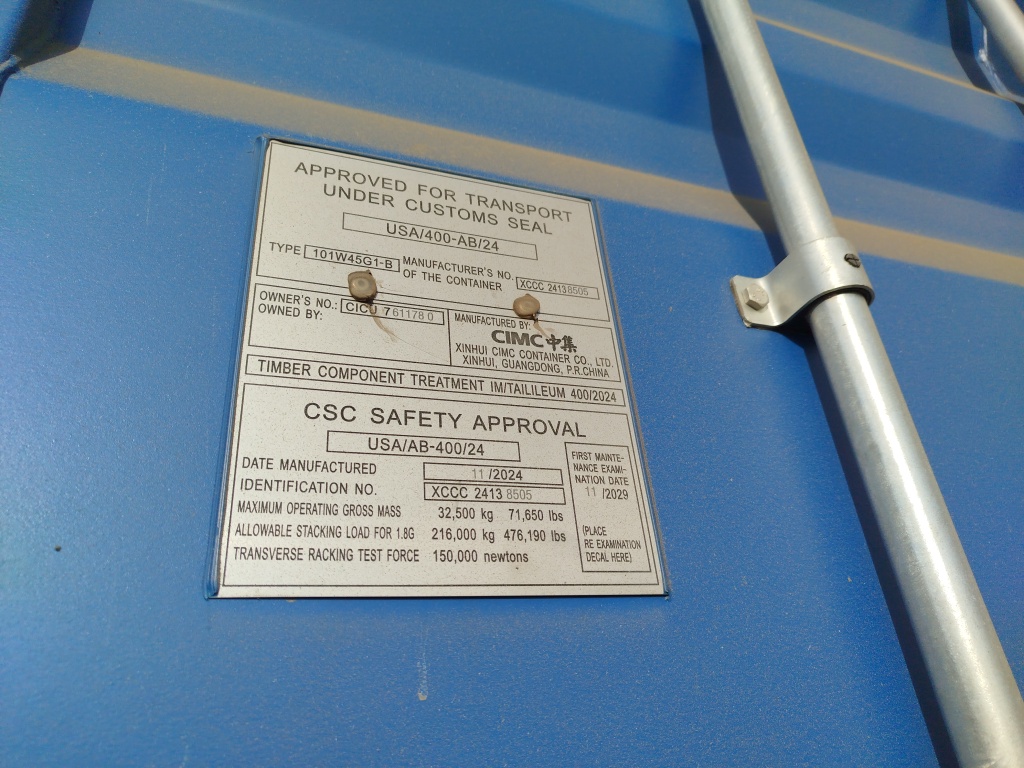 APPROVED FOR TRANSPORT
UNDER CUSTOMS SEAL
USA/400-AB/24
TYPE 101W45G1-B MANUFACTURER'S NO. OF THE CONTAINER XCCC 24138505
OWNER'S NO.: CICU 761178 0
OWNED BY:
MANUFACTURED BY:
CIMC中集
XINHUI CIMC CONTAINER CO., LTD.
XINHUI, GUANGDONG, P.R.CHINA
TIMBER COMPONENT TREATMENT IM/TAILILEUM 400/2024
CSC SAFETY APPROVAL
USA/AB-400/24
DATE MANUFACTURED 11 /2024
IDENTIFICATION NO. XCCC 2413 8505
MAXIMUM OPERATING GROSS MASS 32,500 kg 71,650 lbs
ALLOWABLE STACKING LOAD FOR 1.8G 216,000 kg 476,190 lbs
TRANSVERSE RACKING TEST FORCE 150,000 newtons
FIRST MAINTE-
NANCE EXAMI-
NATION DATE
11 /2029
(PLACE
RE EXAMINATION
DECAL HERE)